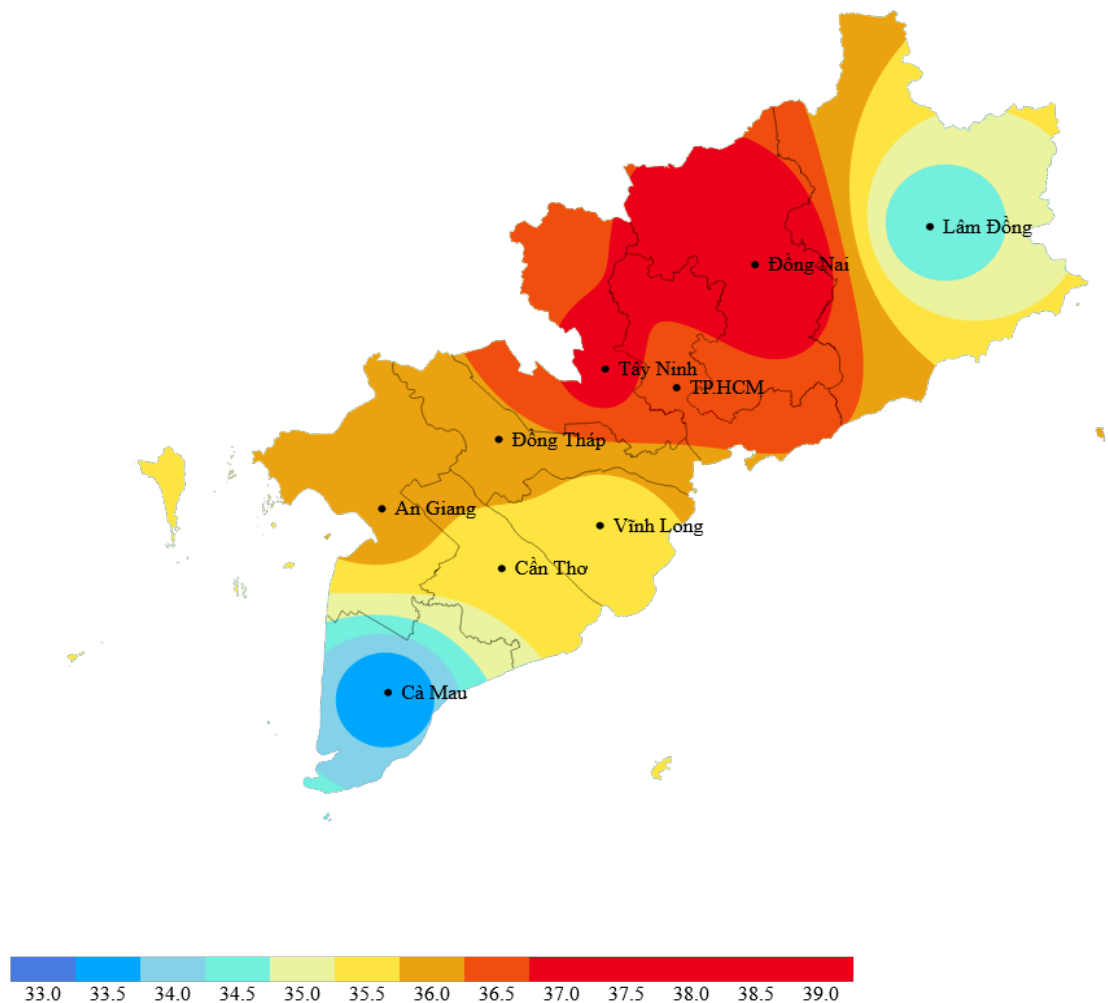 Lâm Đồng
Đồng Nai
Tây Ninh
TP.HCM
Đồng Tháp
An Giang
Vĩnh Long
Cần Thơ
Cà Mau
33.0 33.5 34.0 34.5 35.0 35.5 36.0 36.5 37.0 37.5 38.0 38.5 39.0